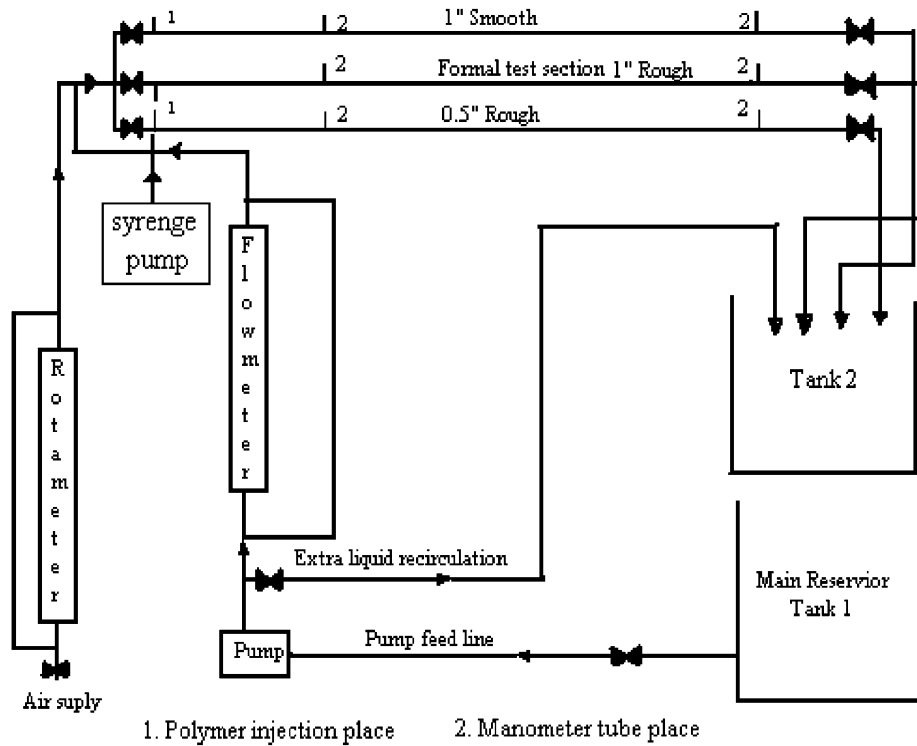 1 2 1" Smooth 2
2 Formal test section 1" Rough 2
1 2 0.5" Rough 2
syrenge
pump
Flowmeter
Rotameter
Tank 2
Extra liquid recirculation
Main Reservior
Tank 1
Pump
Pump feed line
Air suply
1. Polymer injection place 2. Manometer tube place